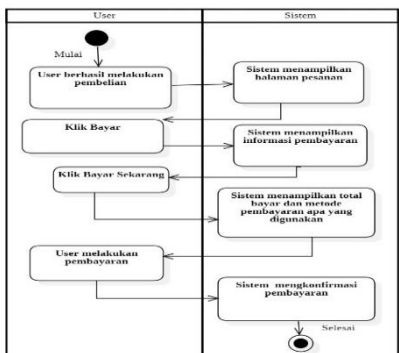 User
Sistem
Mulai
User berhasil melakukan
pembelian
Sistem menampilkan
halaman pesanan
Klik Bayar
Sistem menampilkan
informasi pembayaran
Klik Bayar Sekarang
Sistem menampilkan total
bayar dan metode
pembayaran apa yang
digunakan
User melakukan
pembayaran
Sistem mengkonfirmasi
pembayaran
Selesai